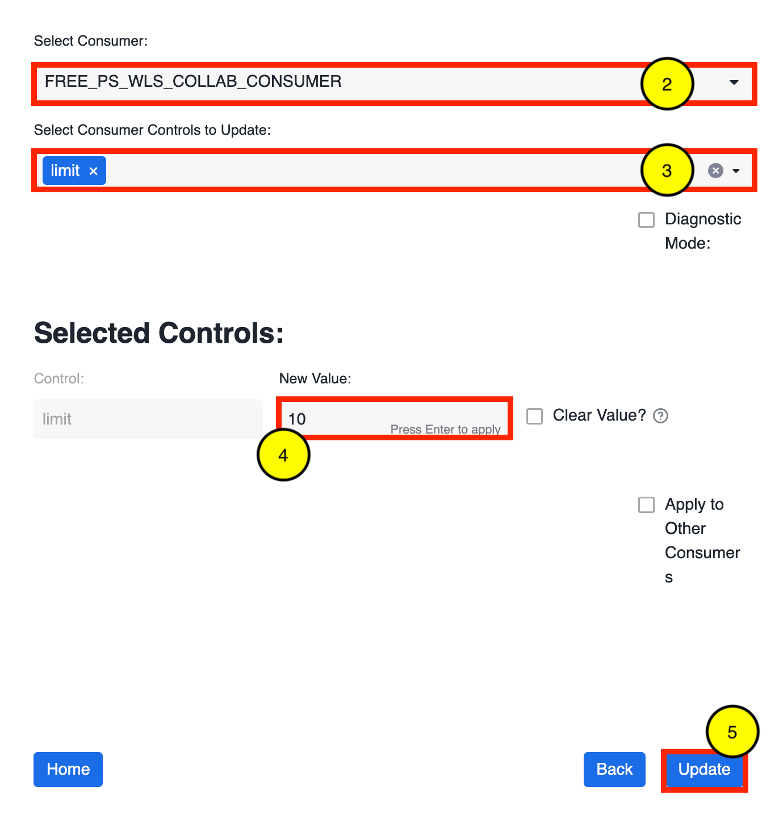 Select Consumer:
FREE_PS_WLS_COLLAB_CONSUMER
2
Select Consumer Controls to Update:
limit ×
3
Diagnostic
Mode:
Selected Controls:
Control:
New Value:
limit
10
Press Enter to apply
Clear Value? ?
4
Apply to
Other
Consumer
s
5
Home
Back
Update